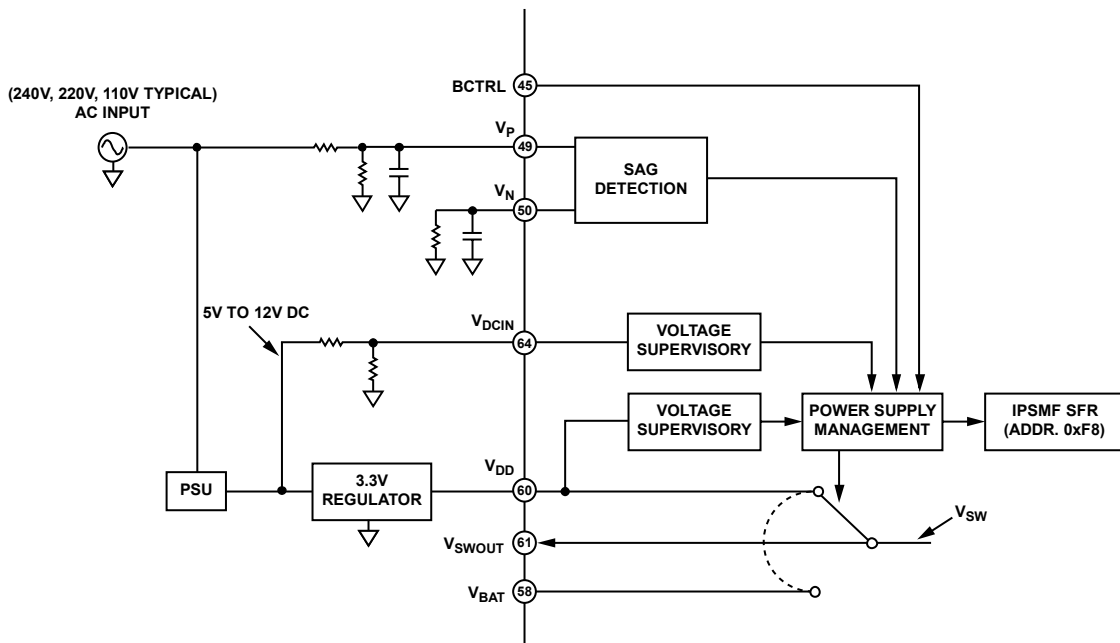 (240V, 220V, 110V TYPICAL)
AC INPUT
BCTRL
45
VP
49
SAG
DETECTION
VN
50
5V TO 12V DC
VDCIN
64
VOLTAGE
SUPERVISORY
VOLTAGE
SUPERVISORY
POWER SUPPLY
MANAGEMENT
IPSMF SFR
(ADDR. 0xF8)
PSU
3.3V
REGULATOR
VDD
60
VSW
VSWOUT
61
VBAT
58